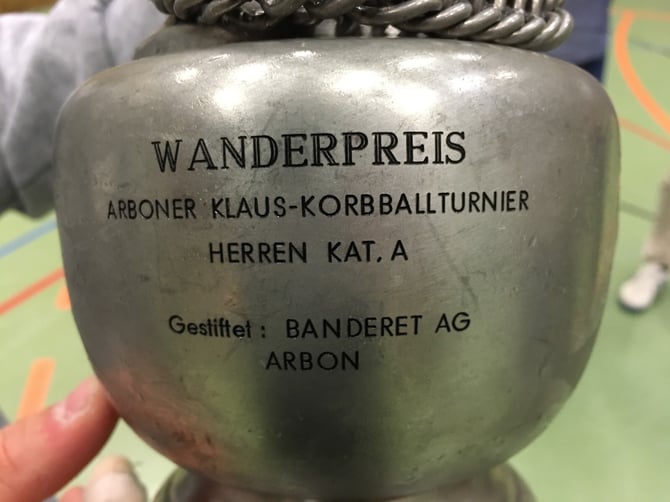 WANDERPREIS
ARBONER KLAUS-KORBBALLTURNIER
HERREN KAT. A
Gestiftet : BANDERET AG
ARBON